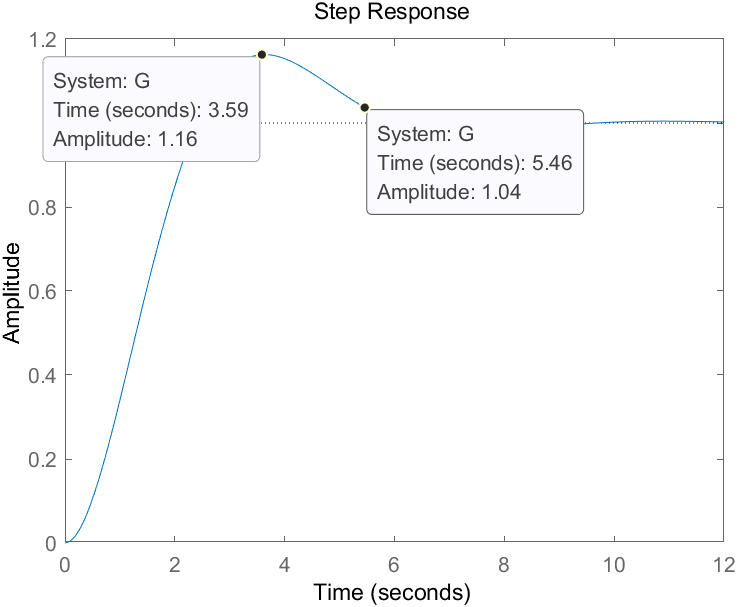 Step Response
1.2
System: G
Time (seconds): 3.59
Amplitude: 1.16
System: G
Time (seconds): 5.46
Amplitude: 1.04
0.8
0.6
0.4
0.2
0
Amplitude
0 2 4 6 8 10 12
Time (seconds)